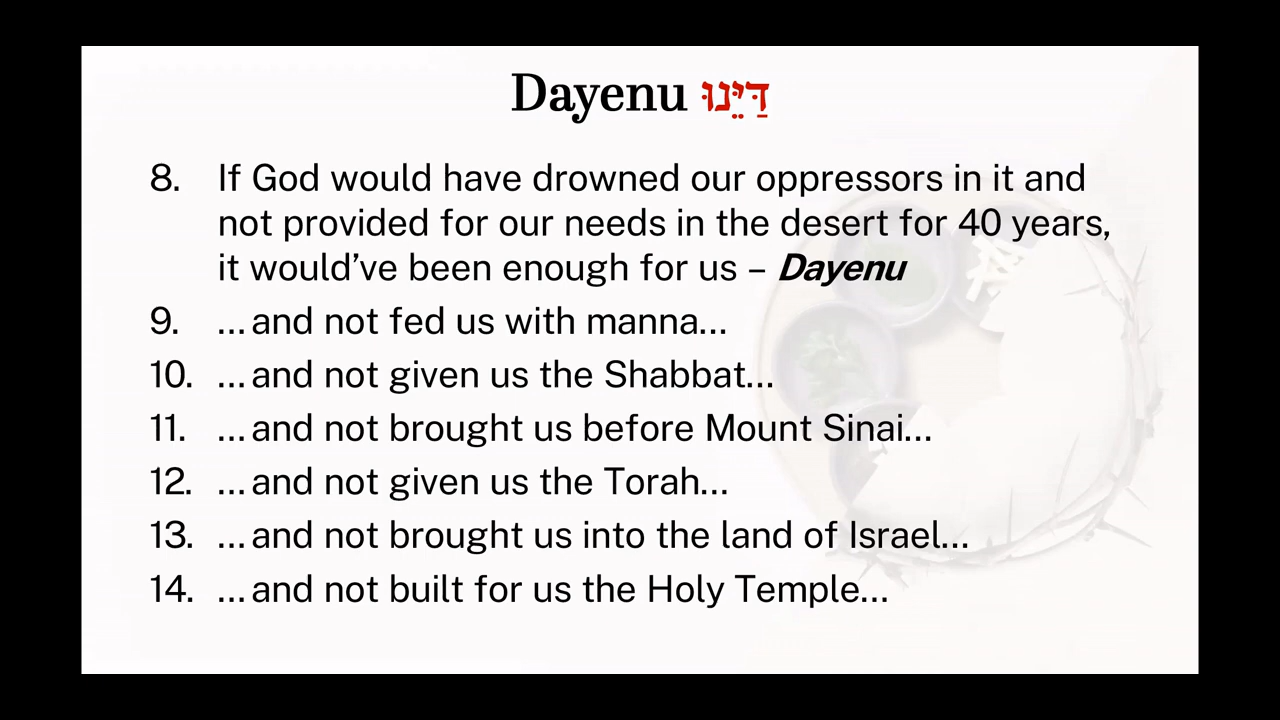 Dayenu דַּיֵּנוּ
8. If God would have drowned our oppressors in it and
not provided for our needs in the desert for 40 years,
it would’ve been enough for us – Dayenu
9. …and not fed us with manna…
10. …and not given us the Shabbat…
11. …and not brought us before Mount Sinai…
12. …and not given us the Torah…
13. …and not brought us into the land of Israel…
14. …and not built for us the Holy Temple…